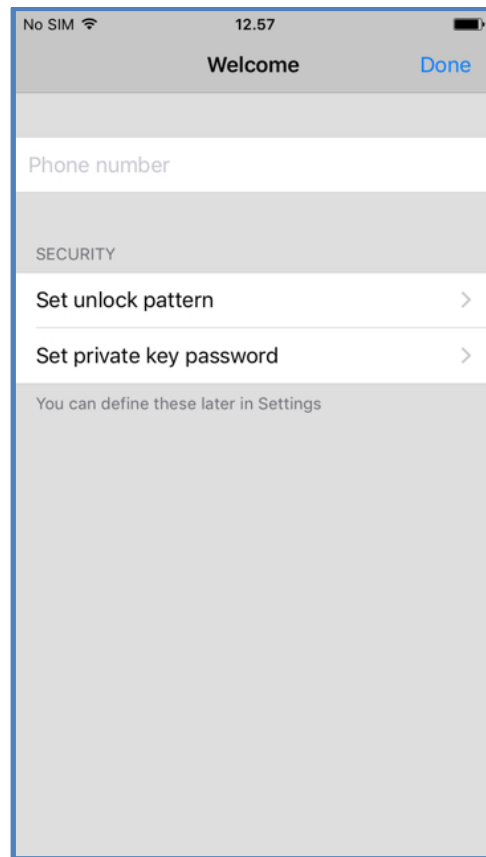 No SIM 12.57
Welcome Done
Phone number
SECURITY
Set unlock pattern
Set private key password
You can define these later in Settings